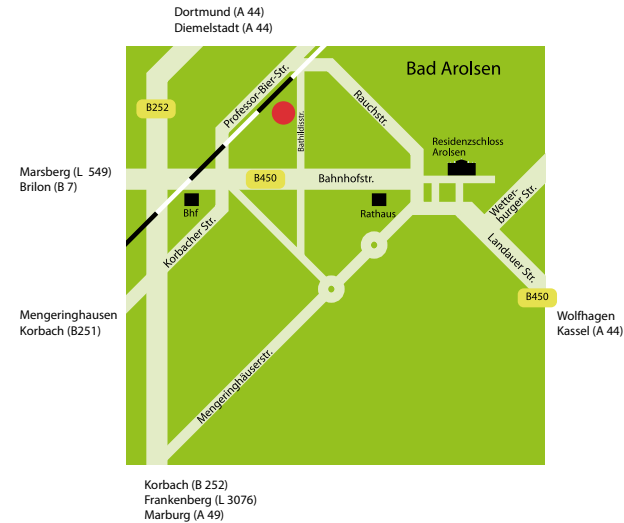 Dortmund (A 44)
Diemelstadt (A 44)
Bad Arolsen
Professor-Bier-Str.
Rauchstr.
B252
Bathildisstr.
Residenzschloss
Arolsen
Marsberg (L 549)
Brilon (B 7)
B450
Bahnhofstr.
Bhf
Rathaus
Wetter-
burger Str.
Korbacher Str.
Landauer Str.
B450
Mengeringhausen
Korbach (B251)
Wolfhagen
Kassel (A 44)
Mengeringhäuserstr.
Korbach (B 252)
Frankenberg (L 3076)
Marburg (A 49)